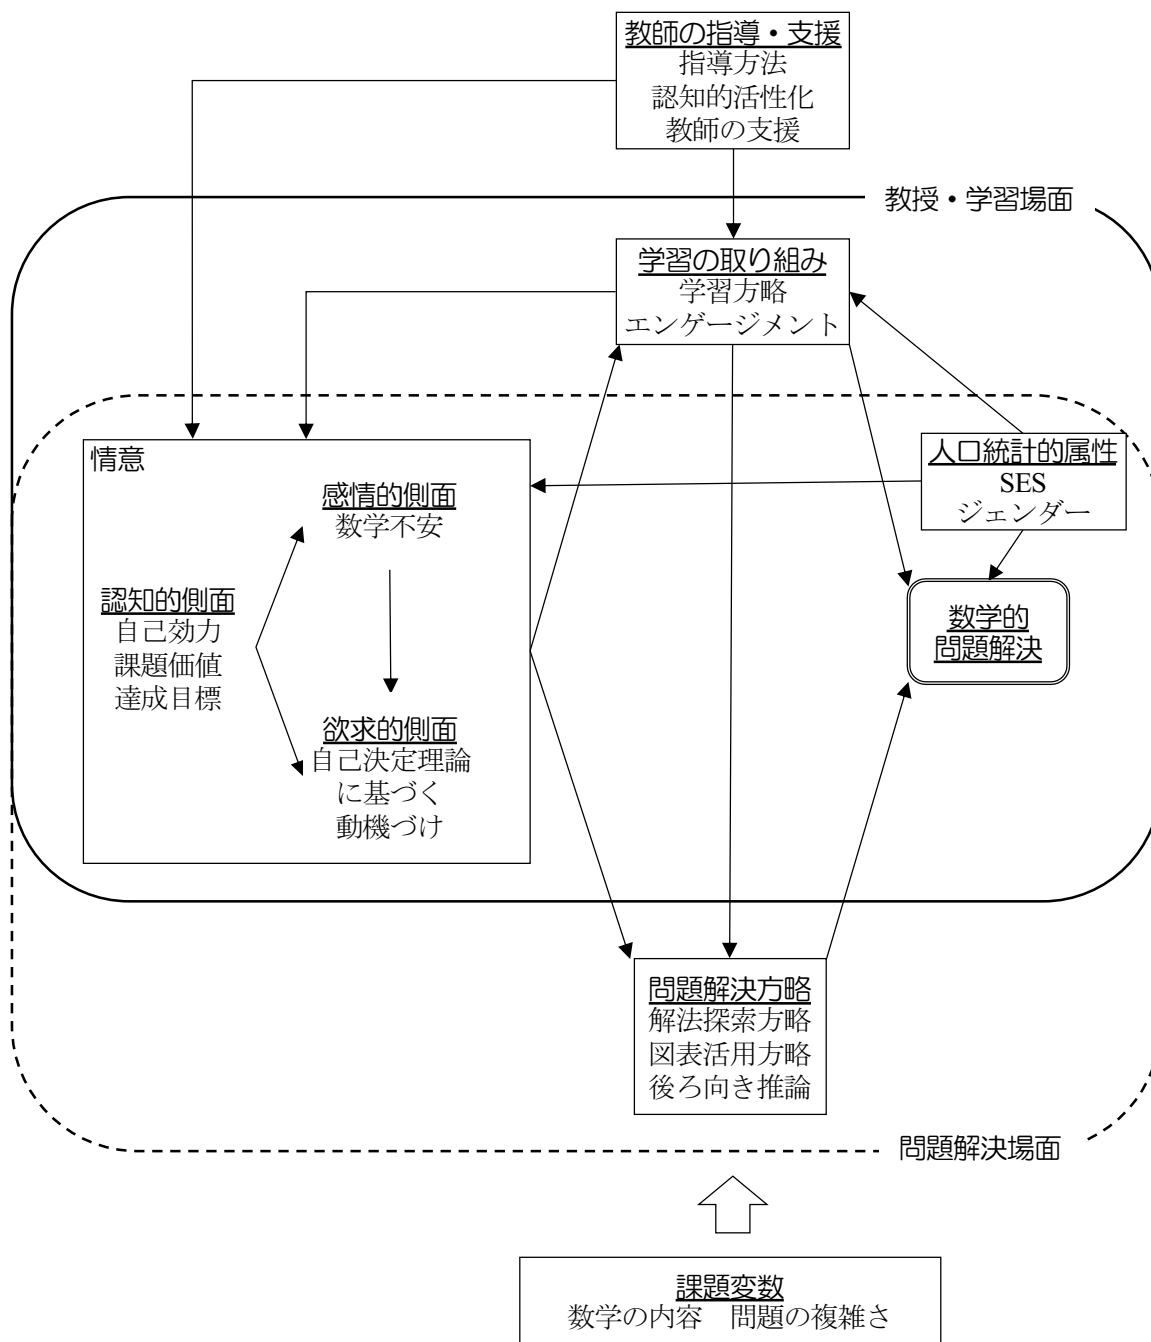 教師の指導・支援
指導方法
認知的活性化
教師の支援
教授・学習場面
学習の取り組み
学習方略
エンゲージメント
人口統計的属性
SES
ジェンダー
情意
感情的側面
数学不安
認知的側面
自己効力
課題価値
達成目標
欲求的側面
自己決定理論
に基づく
動機づけ
数学的
問題解決
問題解決方略
解法探索方略
図表活用方略
後ろ向き推論
問題解決場面
課題変数
数学の内容　問題の複雑さ